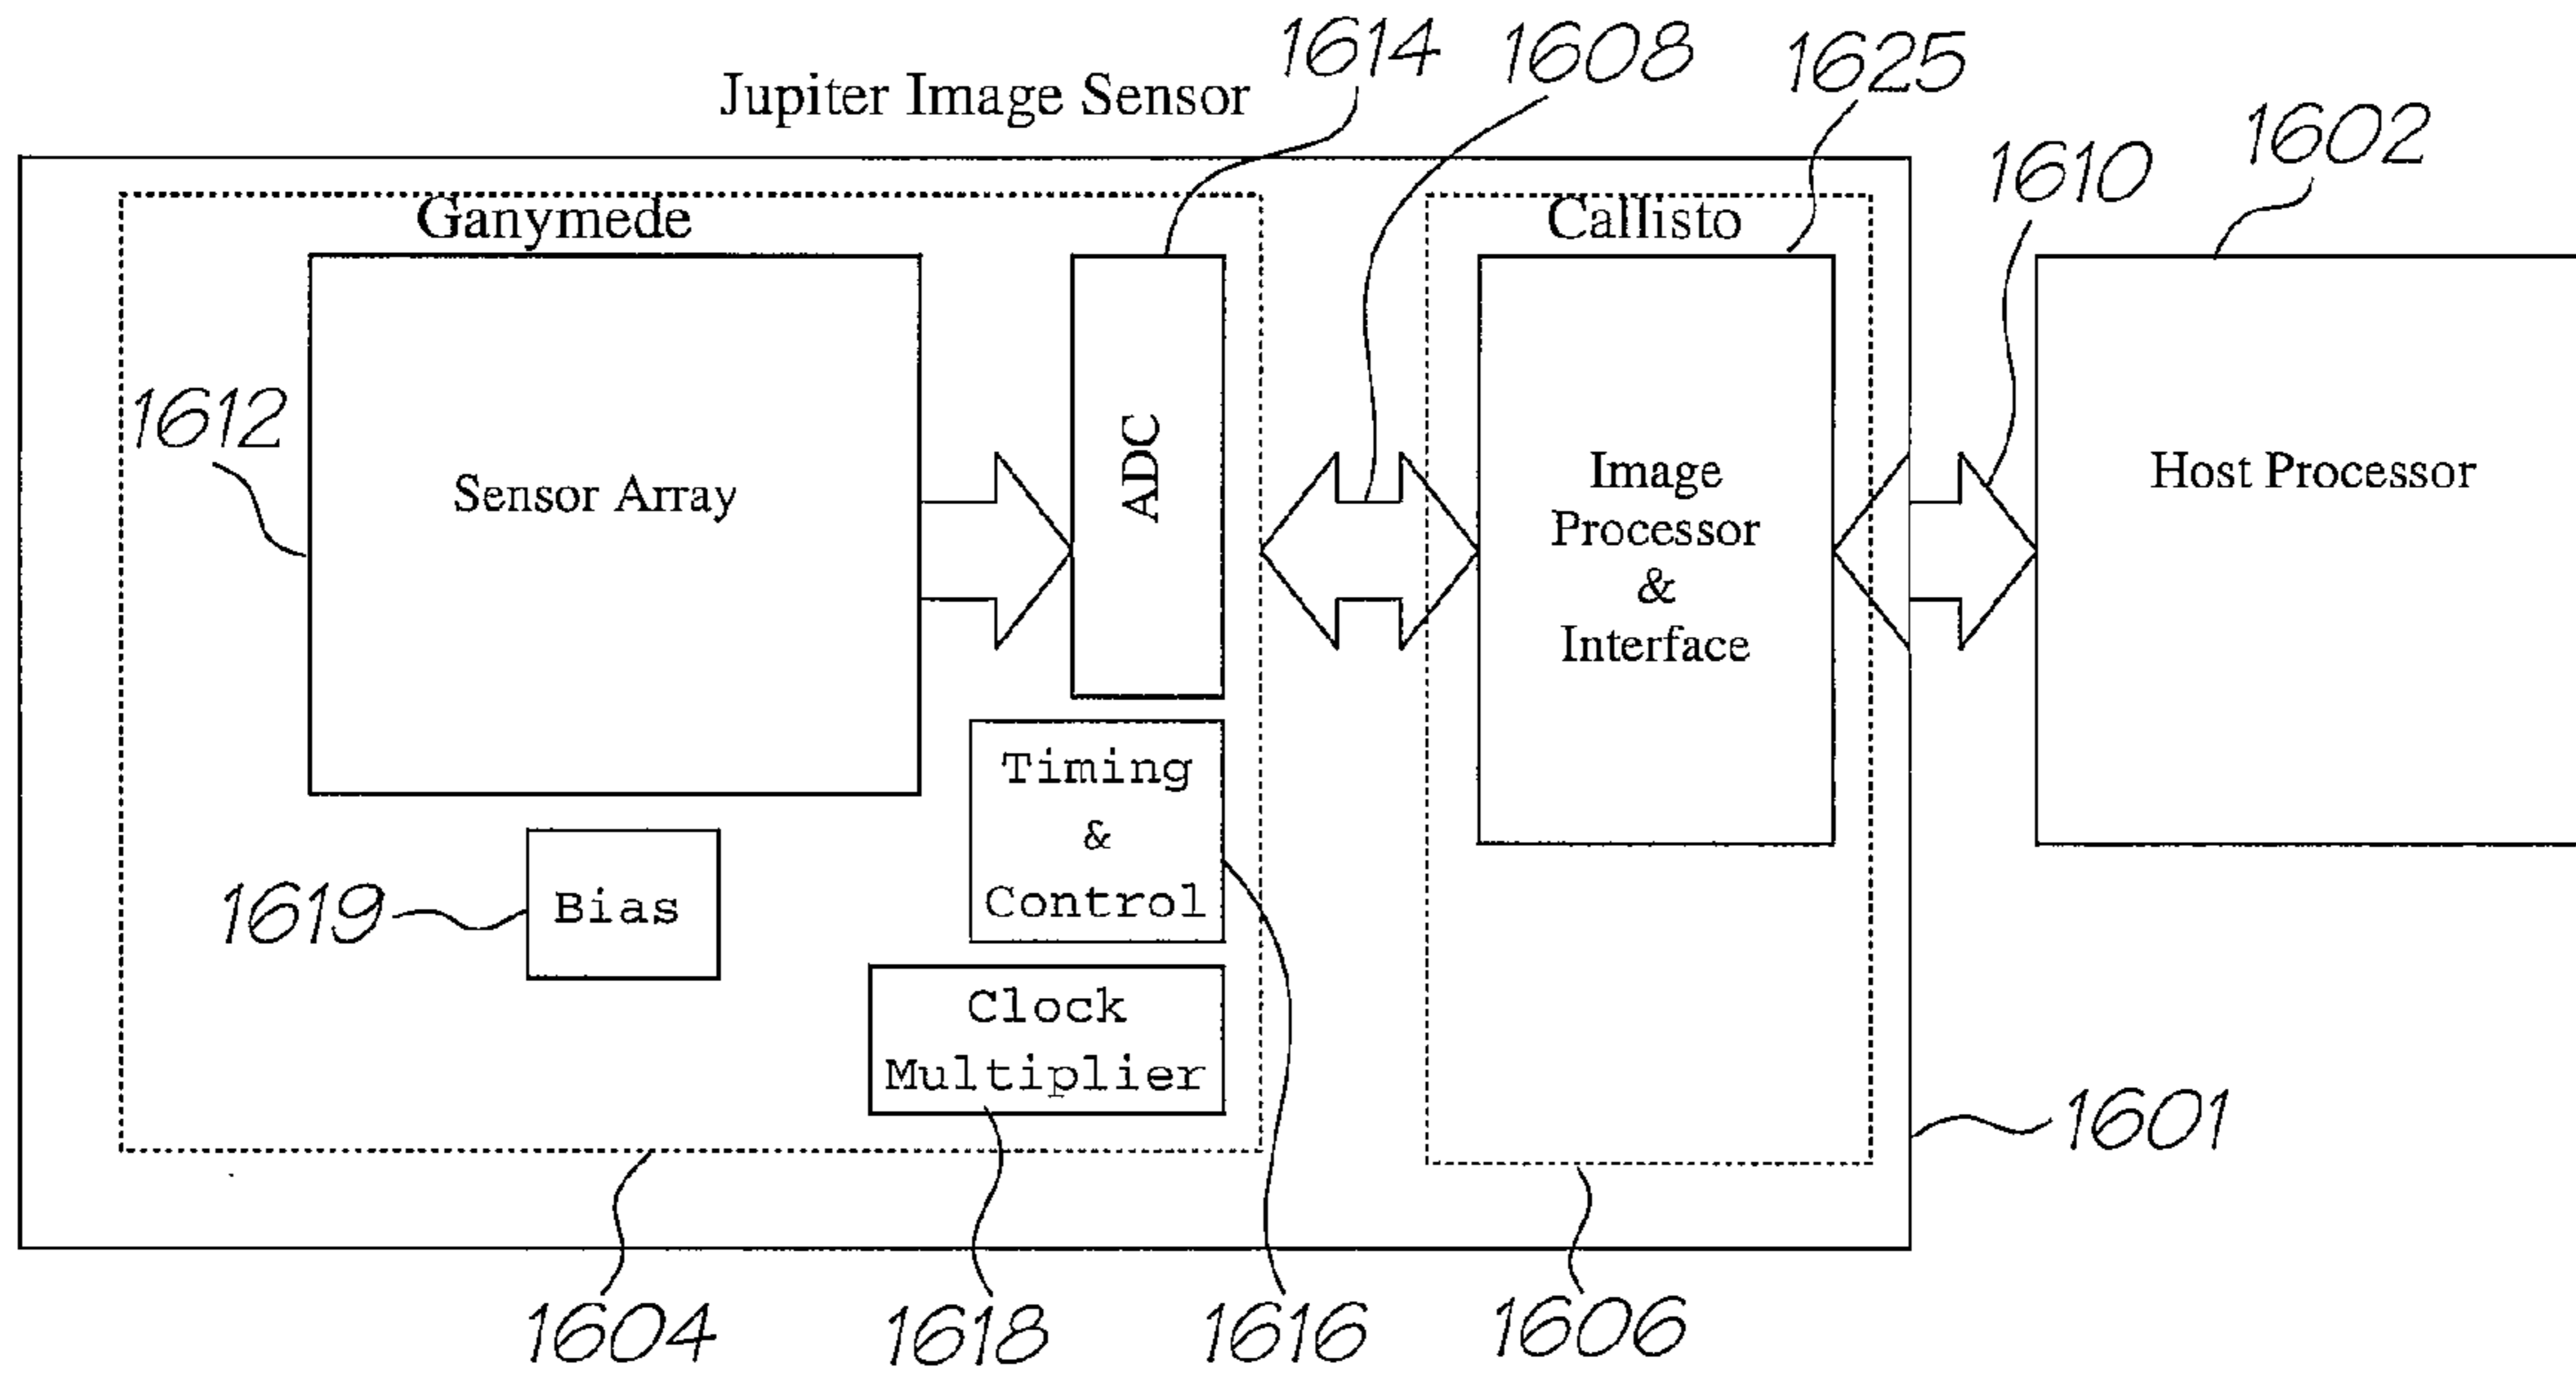 Jupiter Image Sensor
1614
1608
1625
1602
1610
Ganymede
Callisto
1612
Sensor Array
ADC
Image
Processor
&
Interface
Host Processor
Timing
&
Control
1619
Bias
Clock
Multiplier
1601
1604
1618
1616
1606